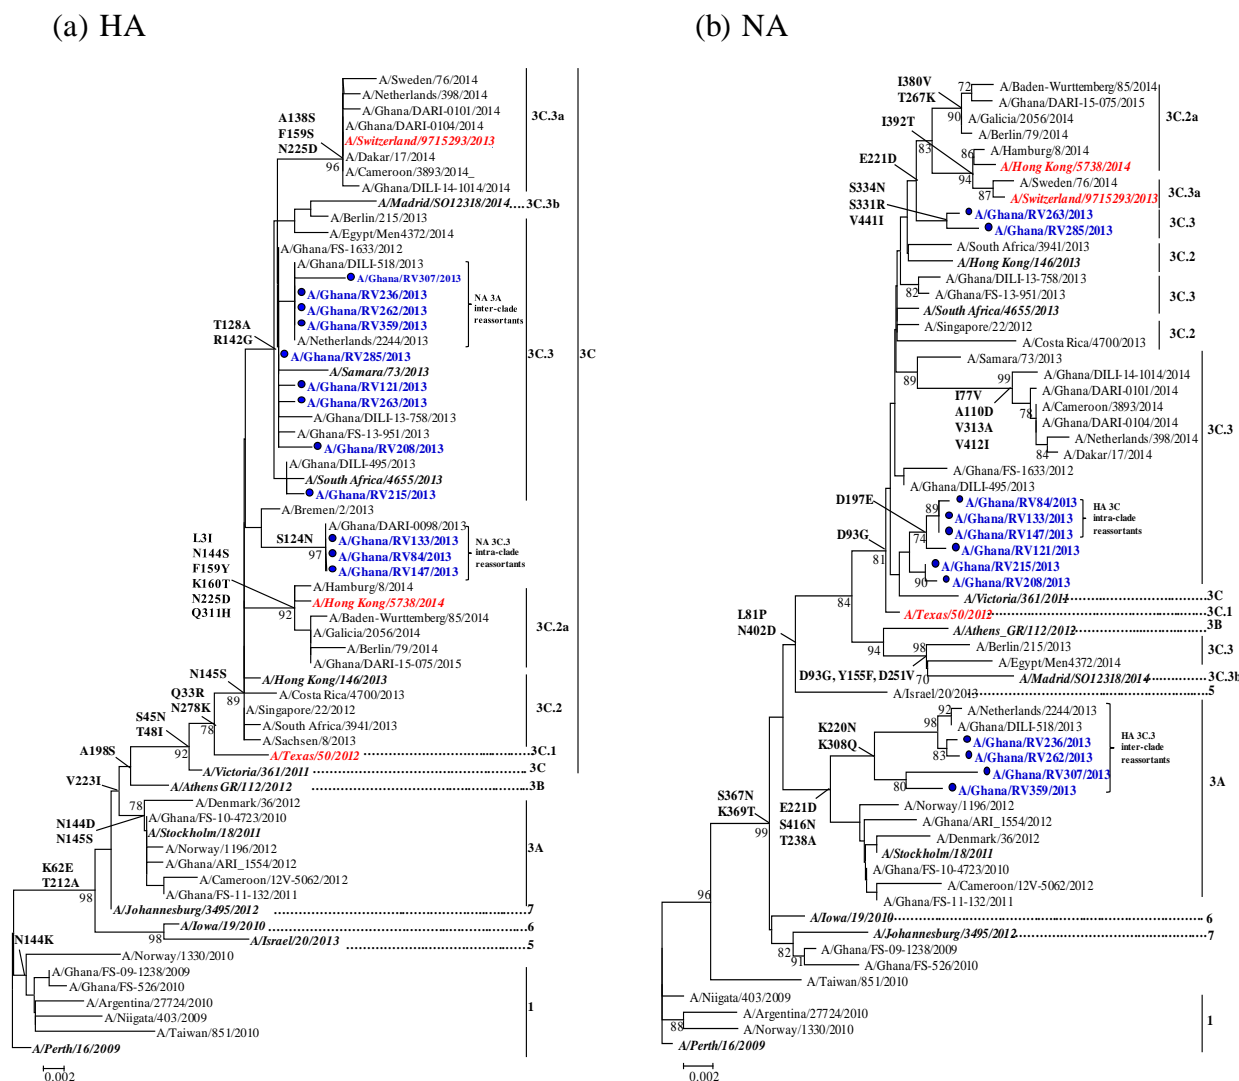 (a) HA
A/Sweden/76/2014
A/Netherlands/398/2014
A/Ghana/DARI-0101/2014
A/Ghana/DARI-0104/2014
A/Switzerland/9715293/2013
A/Dakar/17/2014
A/Cameroon/3893/2014_
A/Ghana/DILI-14-1014/2014
A138S
F159S
N225D
96
3C.3a
A/Madrid/SO12318/2014
3C.3b
A/Berlin/215/2013
A/Egypt/Men4372/2014
A/Ghana/FS-1633/2012
A/Ghana/DILI-518/2013
A/Ghana/RV307/2013
A/Ghana/RV236/2013
A/Ghana/RV262/2013
A/Ghana/RV359/2013
A/Netherlands/2244/2013
NA 3A
inter-clade
reassortants
T128A
R142G
A/Ghana/RV285/2013
A/Samara/73/2013
A/Ghana/RV121/2013
A/Ghana/RV263/2013
A/Ghana/DILI-13-758/2013
A/Ghana/FS-13-951/2013
A/Ghana/RV208/2013
A/Ghana/DILI-495/2013
A/South Africa/4655/2013
A/Ghana/RV215/2013
3C.3
3C
A/Bremen/2/2013
A/Ghana/DARI-0098/2013
A/Ghana/RV133/2013
A/Ghana/RV84/2013
A/Ghana/RV147/2013
S124N
97
NA 3C.3
intra-clade
reassortants
L3I
N144S
F159Y
K160T
N225D
Q311H
A/Hamburg/8/2014
A/Hong Kong/5738/2014
A/Baden-Wurttemberg/85/2014
A/Galicia/2056/2014
A/Berlin/79/2014
A/Ghana/DARI-15-075/2015
92
3C.2a
N145S
89
A/Hong Kong/146/2013
A/Costa Rica/4700/2013
A/Singapore/22/2012
A/South Africa/3941/2013
A/Sachsen/8/2013
3C.2
Q33R
N278K
78
A/Texas/50/2012
3C.1
S45N
T48I
92
A/Victoria/361/2011
3C
A198S
A/Athens GR/112/2012
3B
V223I
78
A/Denmark/36/2012
A/Ghana/FS-10-4723/2010
A/Stockholm/18/2011
A/Norway/1196/2012
A/Ghana/ARI_1554/2012
A/Cameroon/12V-5062/2012
A/Ghana/FS-11-132/2011
N144D
N145S
3A
K62E
T212A
98
A/Johannesburg/3495/2012
7
A/Iowa/19/2010
6
98
A/Israel/20/2013
5
N144K
A/Norway/1330/2010
A/Ghana/FS-09-1238/2009
A/Ghana/FS-526/2010
A/Argentina/27724/2010
A/Niigata/403/2009
A/Taiwan/851/2010
A/Perth/16/2009
1
0.002
(b) NA
I380V
T267K
72
A/Baden-Wurttemberg/85/2014
A/Ghana/DARI-15-075/2015
90
A/Galicia/2056/2014
A/Berlin/79/2014
3C.2a
I392T
83
86
A/Hamburg/8/2014
A/Hong Kong/5738/2014
94
E221D
87
A/Sweden/76/2014
A/Switzerland/9715293/2013
3C.3a
S334N
S331R
V441I
A/Ghana/RV263/2013
A/Ghana/RV285/2013
3C.3
A/South Africa/3941/2013
A/Hong Kong/146/2013
3C.2
A/Ghana/DILI-13-758/2013
82
A/Ghana/FS-13-951/2013
A/South Africa/4655/2013
3C.3
A/Singapore/22/2012
A/Costa Rica/4700/2013
3C.2
A/Samara/73/2013
89
99
A/Ghana/DILI-14-1014/2014
A/Ghana/DARI-0101/2014
A/Cameroon/3893/2014
78
A/Ghana/DARI-0104/2014
A/Netherlands/398/2014
84
A/Dakar/17/2014
I77V
A110D
V313A
V412I
3C.3
A/Ghana/FS-1633/2012
A/Ghana/DILI-495/2013
D197E
89
A/Ghana/RV84/2013
A/Ghana/RV133/2013
A/Ghana/RV147/2013
74
HA 3C
intra-clade
reassortants
D93G
81
A/Ghana/RV121/2013
A/Ghana/RV215/2013
90
A/Ghana/RV208/2013
A/Victoria/361/2011
3C
84
A/Texas/50/2012
3C.1
L81P
N402D
A/Athens_GR/112/2012
3B
94
98
A/Berlin/215/2013
A/Egypt/Men4372/2014
3C.3
D93G, Y155F, D251V
70
A/Madrid/SO12318/2014
3C.3b
A/Israel/20/2013
5
92
A/Netherlands/2244/2013
98
A/Ghana/DILI-518/2013
A/Ghana/RV236/2013
83
A/Ghana/RV262/2013
A/Ghana/RV307/2013
80
A/Ghana/RV359/2013
K220N
K308Q
HA 3C.3
inter-clade
reassortants
3A
S367N
K369T
99
E221D
S416N
T238A
A/Norway/1196/2012
A/Ghana/ARI_1554/2012
A/Denmark/36/2012
A/Stockholm/18/2011
A/Ghana/FS-10-4723/2010
A/Cameroon/12V-5062/2012
A/Ghana/FS-11-132/2011
96
A/Iowa/19/2010
6
A/Johannesburg/3495/2012
7
82
A/Ghana/FS-09-1238/2009
91
A/Ghana/FS-526/2010
A/Taiwan/851/2010
A/Niigata/403/2009
A/Argentina/27724/2010
88
A/Norway/1330/2010
A/Perth/16/2009
1
0.002